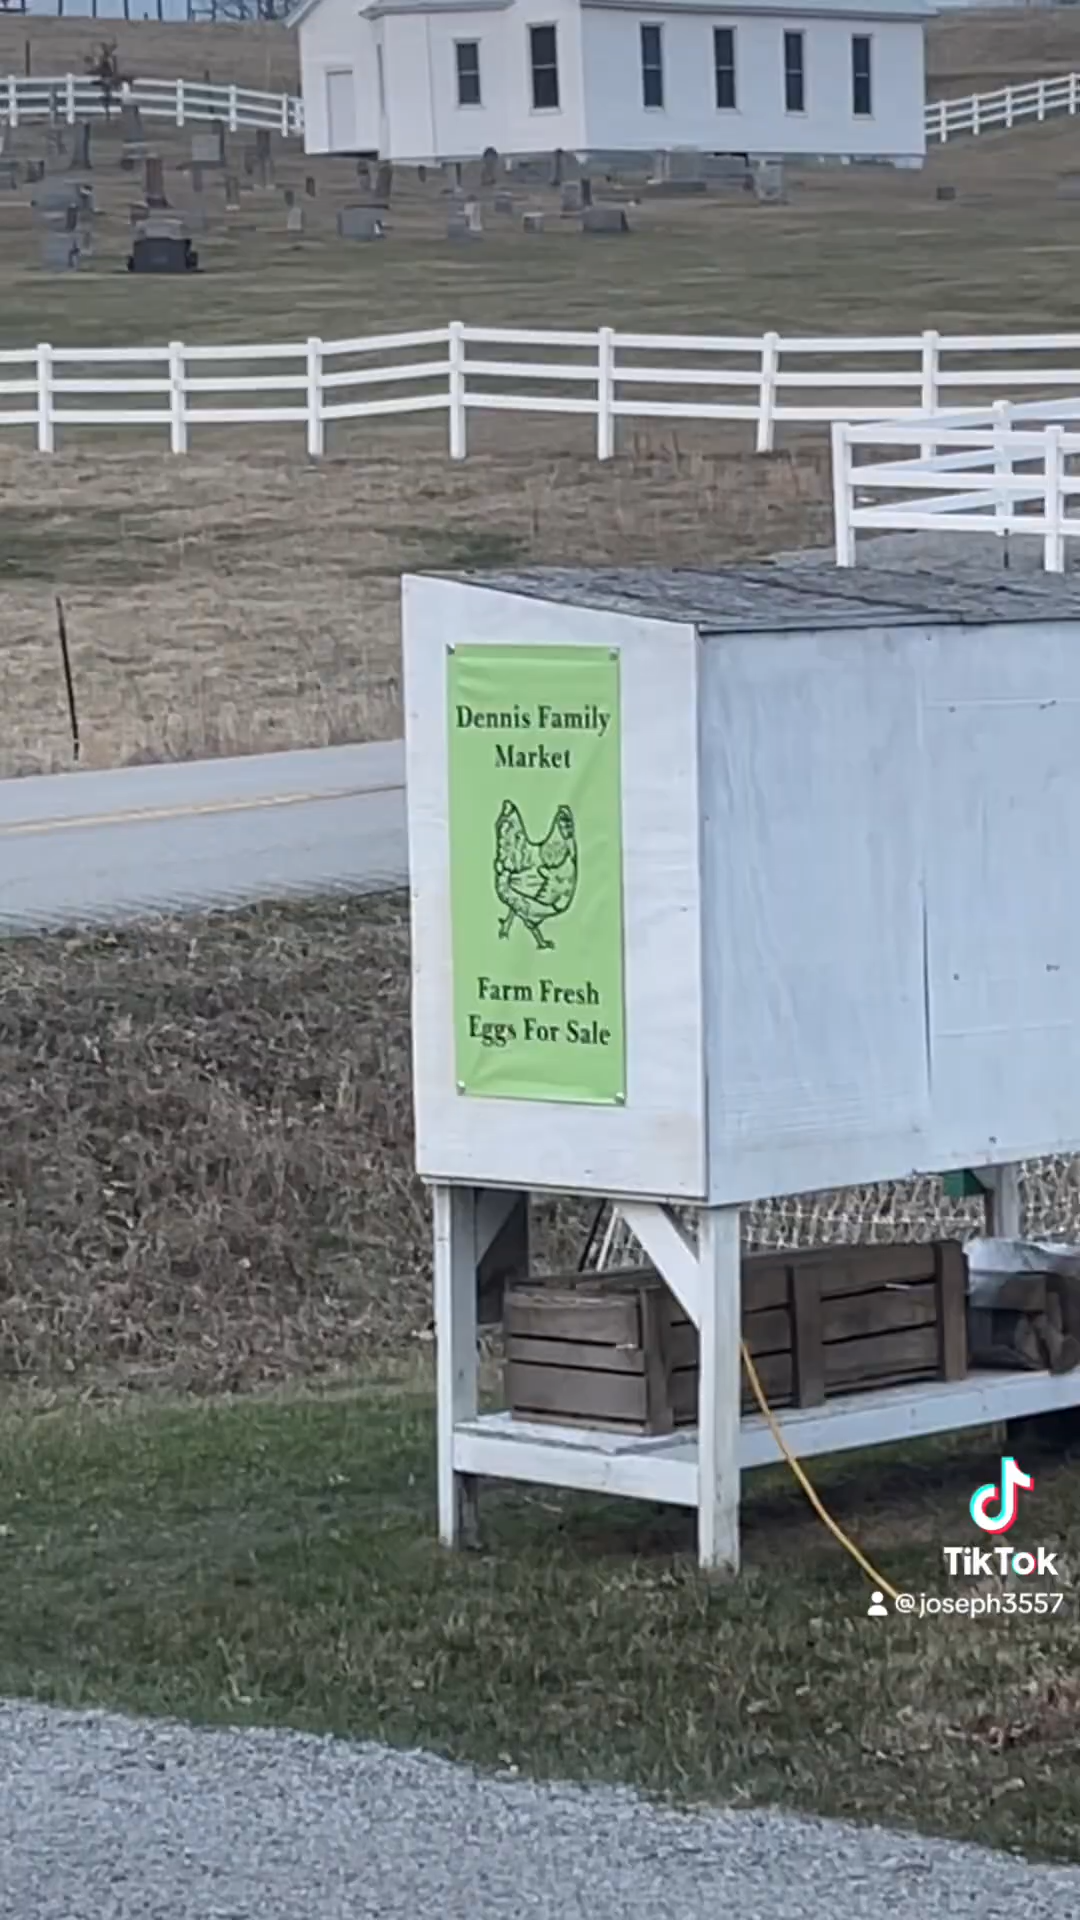 Dennis Family
Market
Farm Fresh
Eggs For Sale
TikTok
@joseph3557